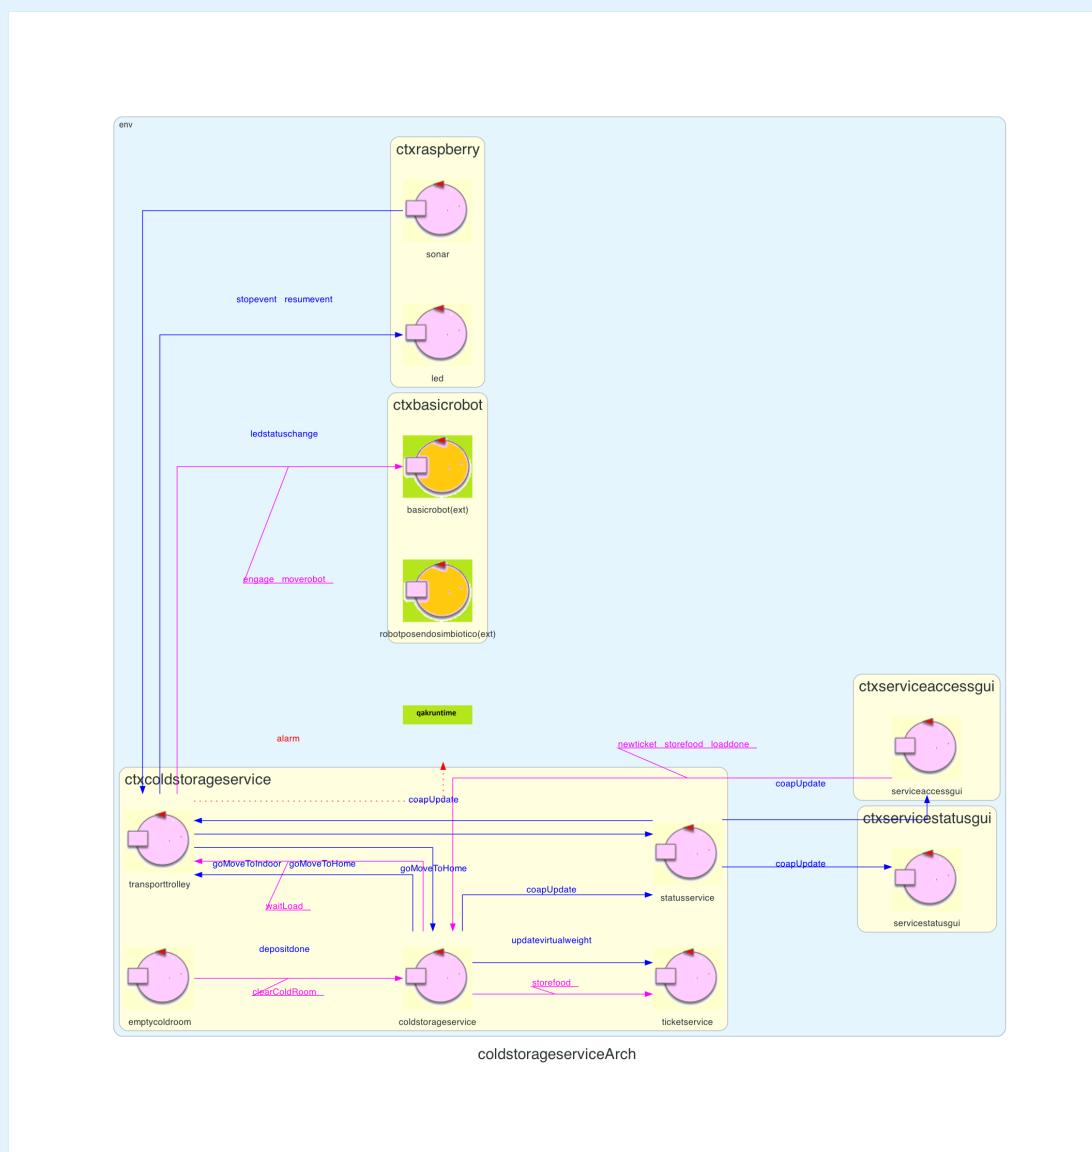 env
ctxraspberry
sonar
stopevent resumevent
led
ctxbasicrobot
ledstatuschange
basicrobot(ext)
engage moverobot
robotposendosimbiotico(ext)
ctxserviceaccessgui
qakruntime
alarm
newticket storefood loaddone
ctxcoldstorageservice
coapUpdate
serviceaccessgui
coapUpdate
ctxservicestatusgui
goMoveToIndoor goMoveToHome
goMoveToHome
coapUpdate
transporttrolley
coapUpdate
statusservice
waitLoad
servicestatusgui
updatevirtualweight
depositdone
storefood
clearColdRoom
emptycoldroom
coldstorageservice
ticketservice
coldstorageserviceArch